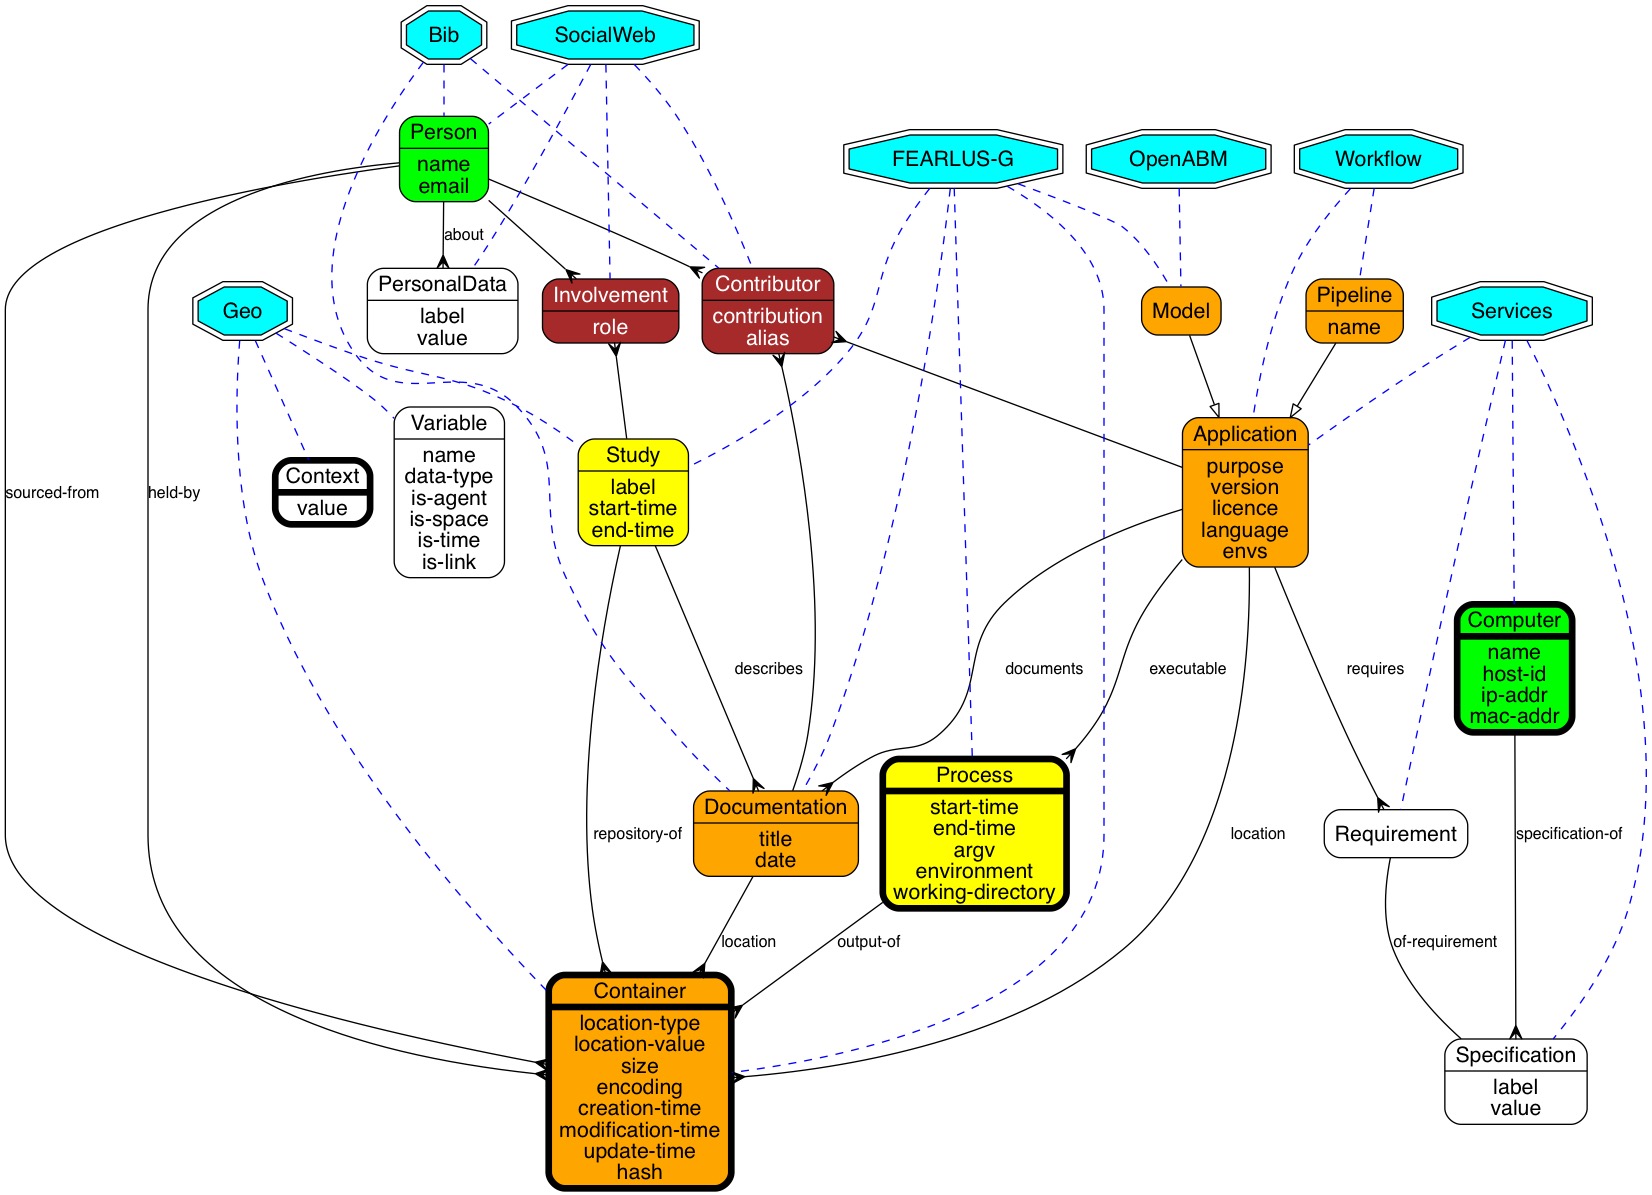 Bib
SocialWeb
Person
name
email
FEARLUS-G
OpenABM
Workflow
about
Geo
PersonalData
label
value
Involvement
role
Contributor
contribution
alias
Model
Pipeline
name
Services
Variable
name
data-type
is-agent
is-space
is-time
is-link
Context
value
Study
label
start-time
end-time
Application
purpose
version
licence
language
envs
sourced-from
held-by
Computer
name
host-id
ip-addr
mac-addr
describes
documents
executable
requires
Process
start-time
end-time
argv
environment
working-directory
Documentation
title
date
repository-of
location
Requirement
specification-of
location
output-of
of-requirement
Container
location-type
location-value
size
encoding
creation-time
modification-time
update-time
hash
Specification
label
value